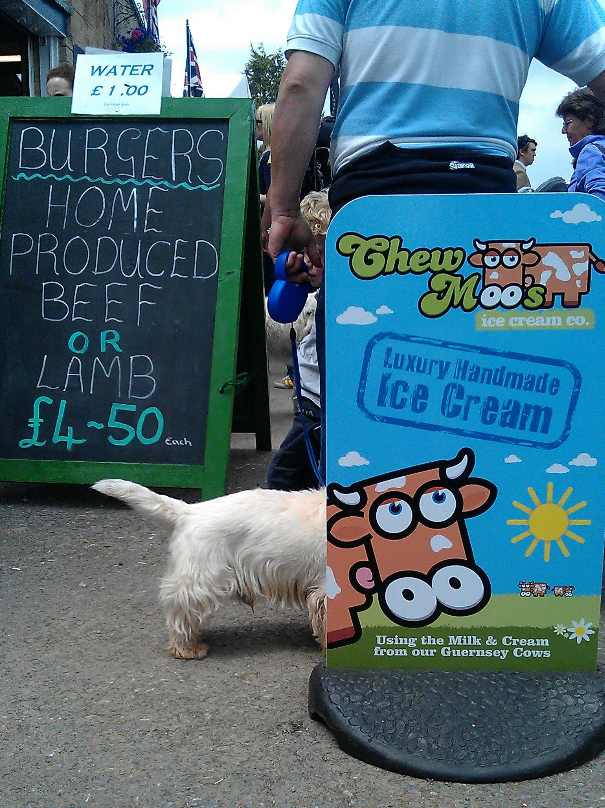 WATER
£1.00
BURGERS
HOME
PRODUCED
BEEF
OR
LAMB
£4~50 Each
Chew
Moo's
ice cream co.
Luxury Handmade
Ice Cream
Using the Milk & Cream
from our Guernsey Cows